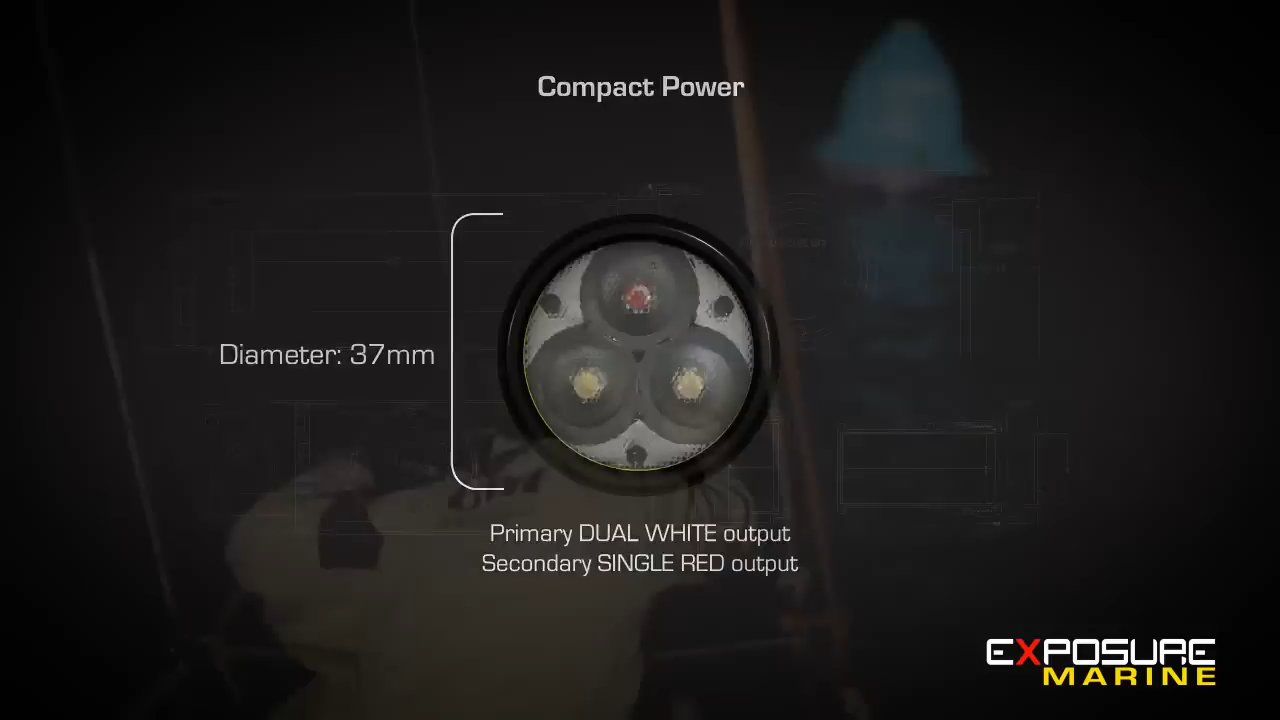 Compact Power
Diameter: 37mm
Primary DUAL WHITE output
Secondary SINGLE RED output
EXPOSURE
MARINE